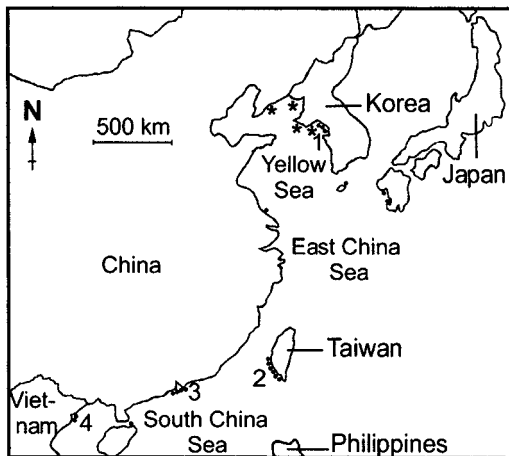 N
500 km
Korea
1
Yellow
Sea
Japan
China
East China
Sea
Taiwan
2
3
Viet-
nam
4
South China
Sea
Philippines